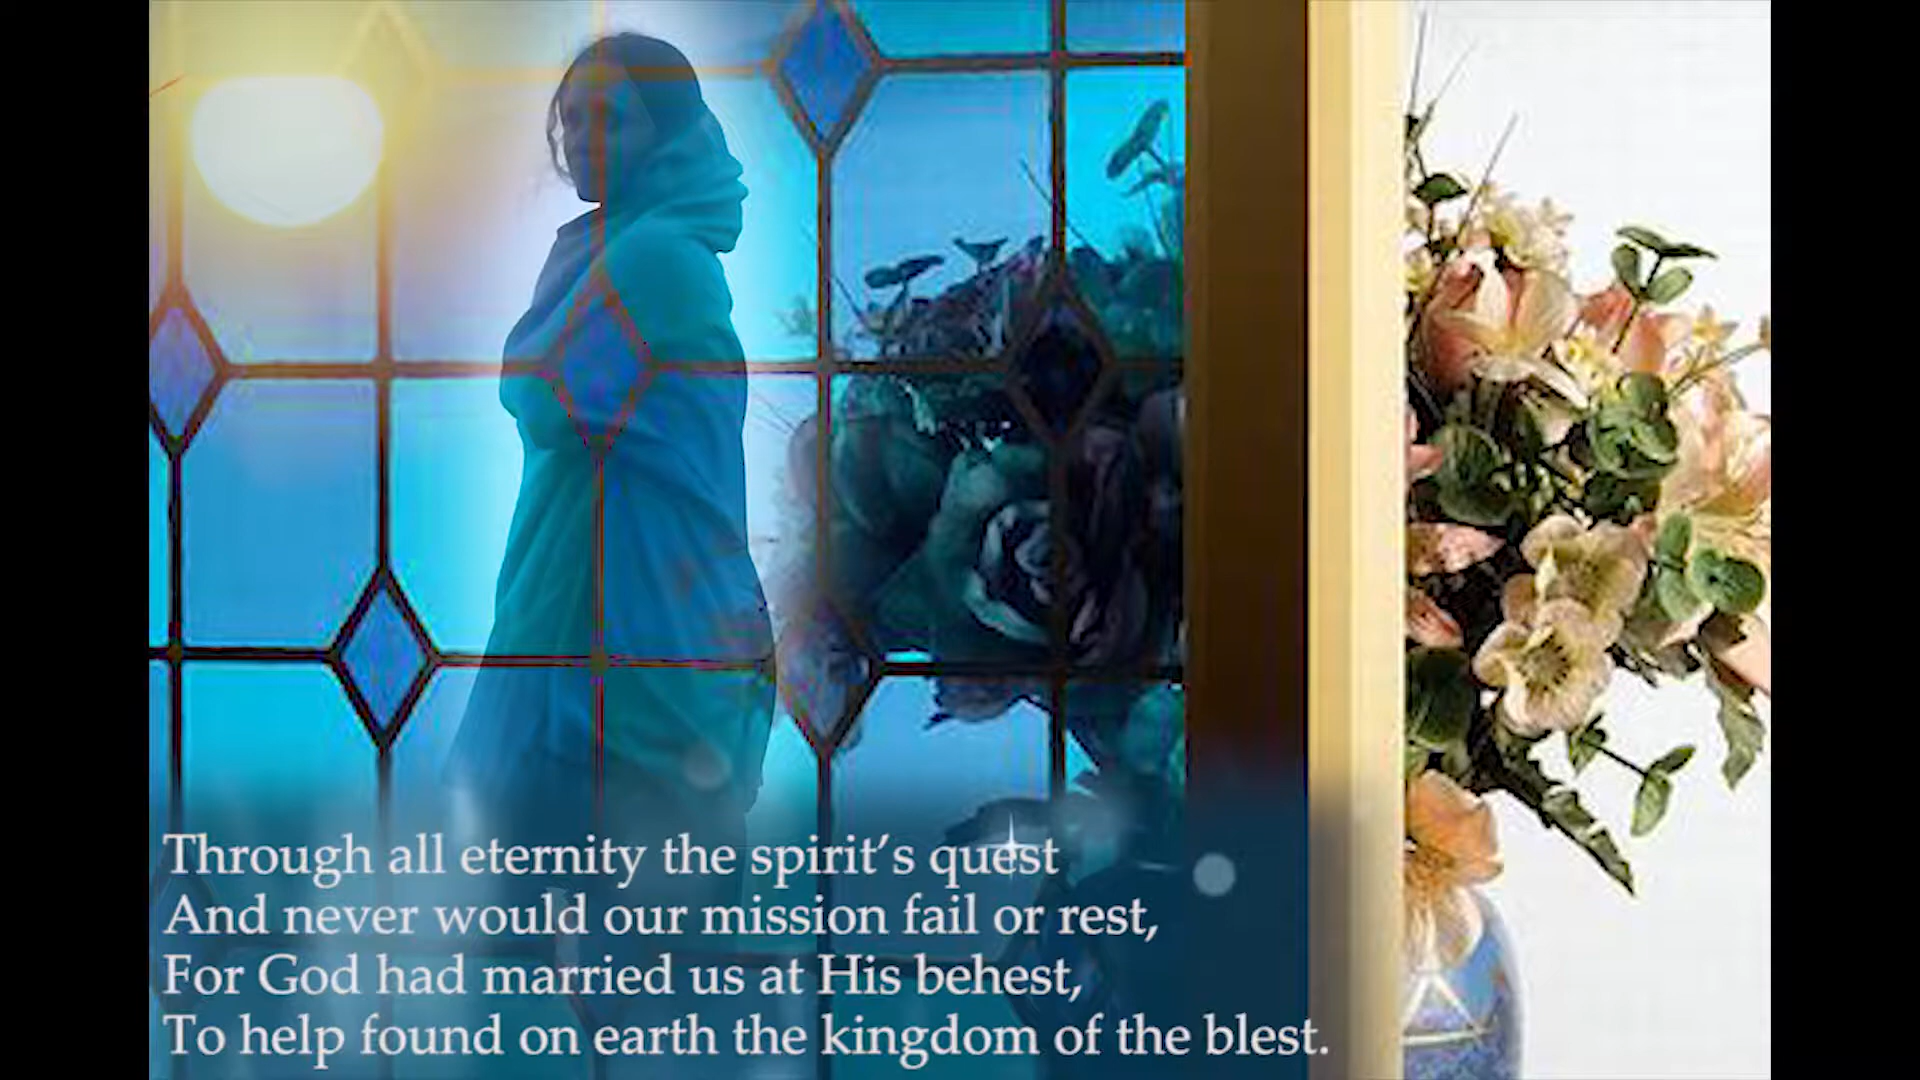 Through all eternity the spirit’s quest
And never would our mission fail or rest,
For God had married us at His behest,
To help found on earth the kingdom of the blest.